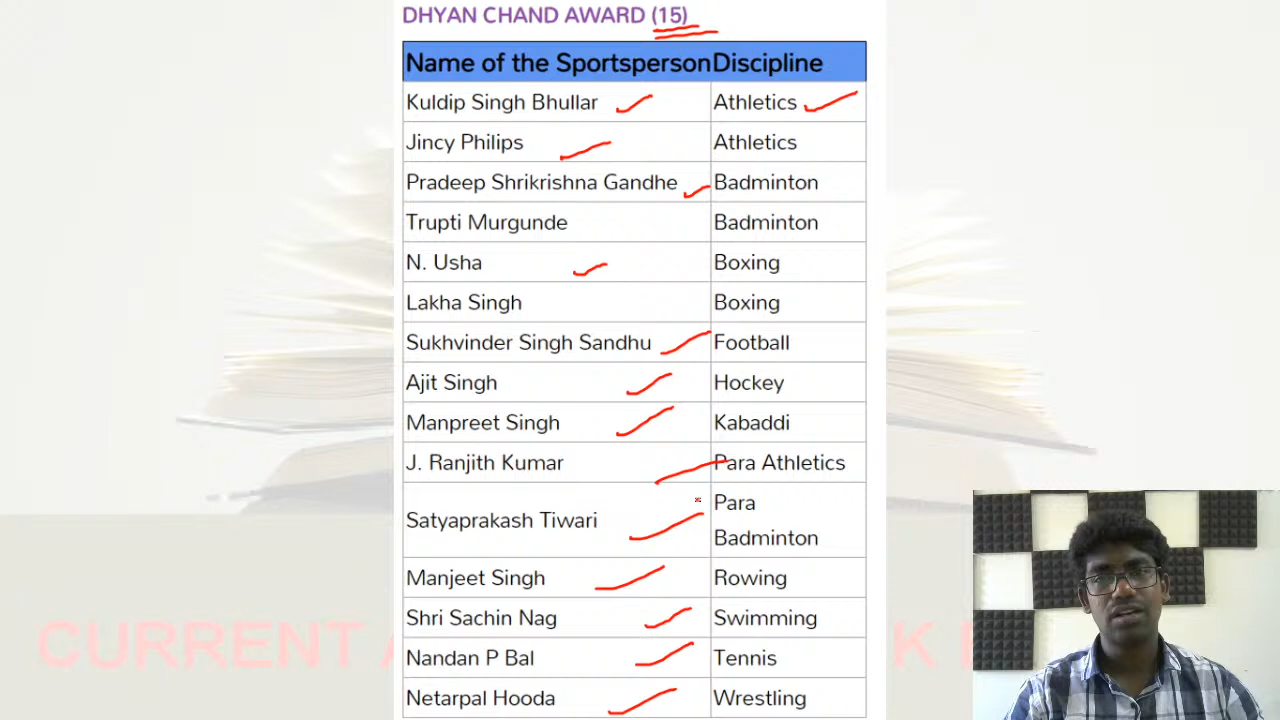 DHYAN CHAND AWARD (15)
Name of the Sportsperson Discipline
Kuldip Singh Bhullar Athletics
Jincy Philips Athletics
Pradeep Shrikrishna Gandhe Badminton
Trupti Murgunde Badminton
N. Usha Boxing
Lakha Singh Boxing
Sukhvinder Singh Sandhu Football
Ajit Singh Hockey
Manpreet Singh Kabaddi
J. Ranjith Kumar Para Athletics
Satyaprakash Tiwari Para
Badminton
Manjeet Singh Rowing
Shri Sachin Nag Swimming
Nandan P Bal Tennis
Netarpal Hooda Wrestling
CURRENT